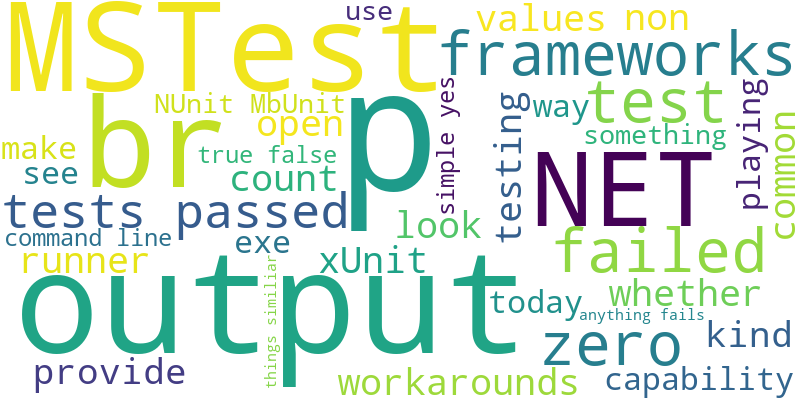 MSTest
use
values
non
frameworks
br
p
NUnit MbUnit
open
simple yes
testing
way
test
playing
common
make
true false
something
see
count
NET
tests
passed
look
command line
exe
failed
runner
xUnit
things similiar
output
today
whether
anything fails
zero
kind
provide
workarounds
capability